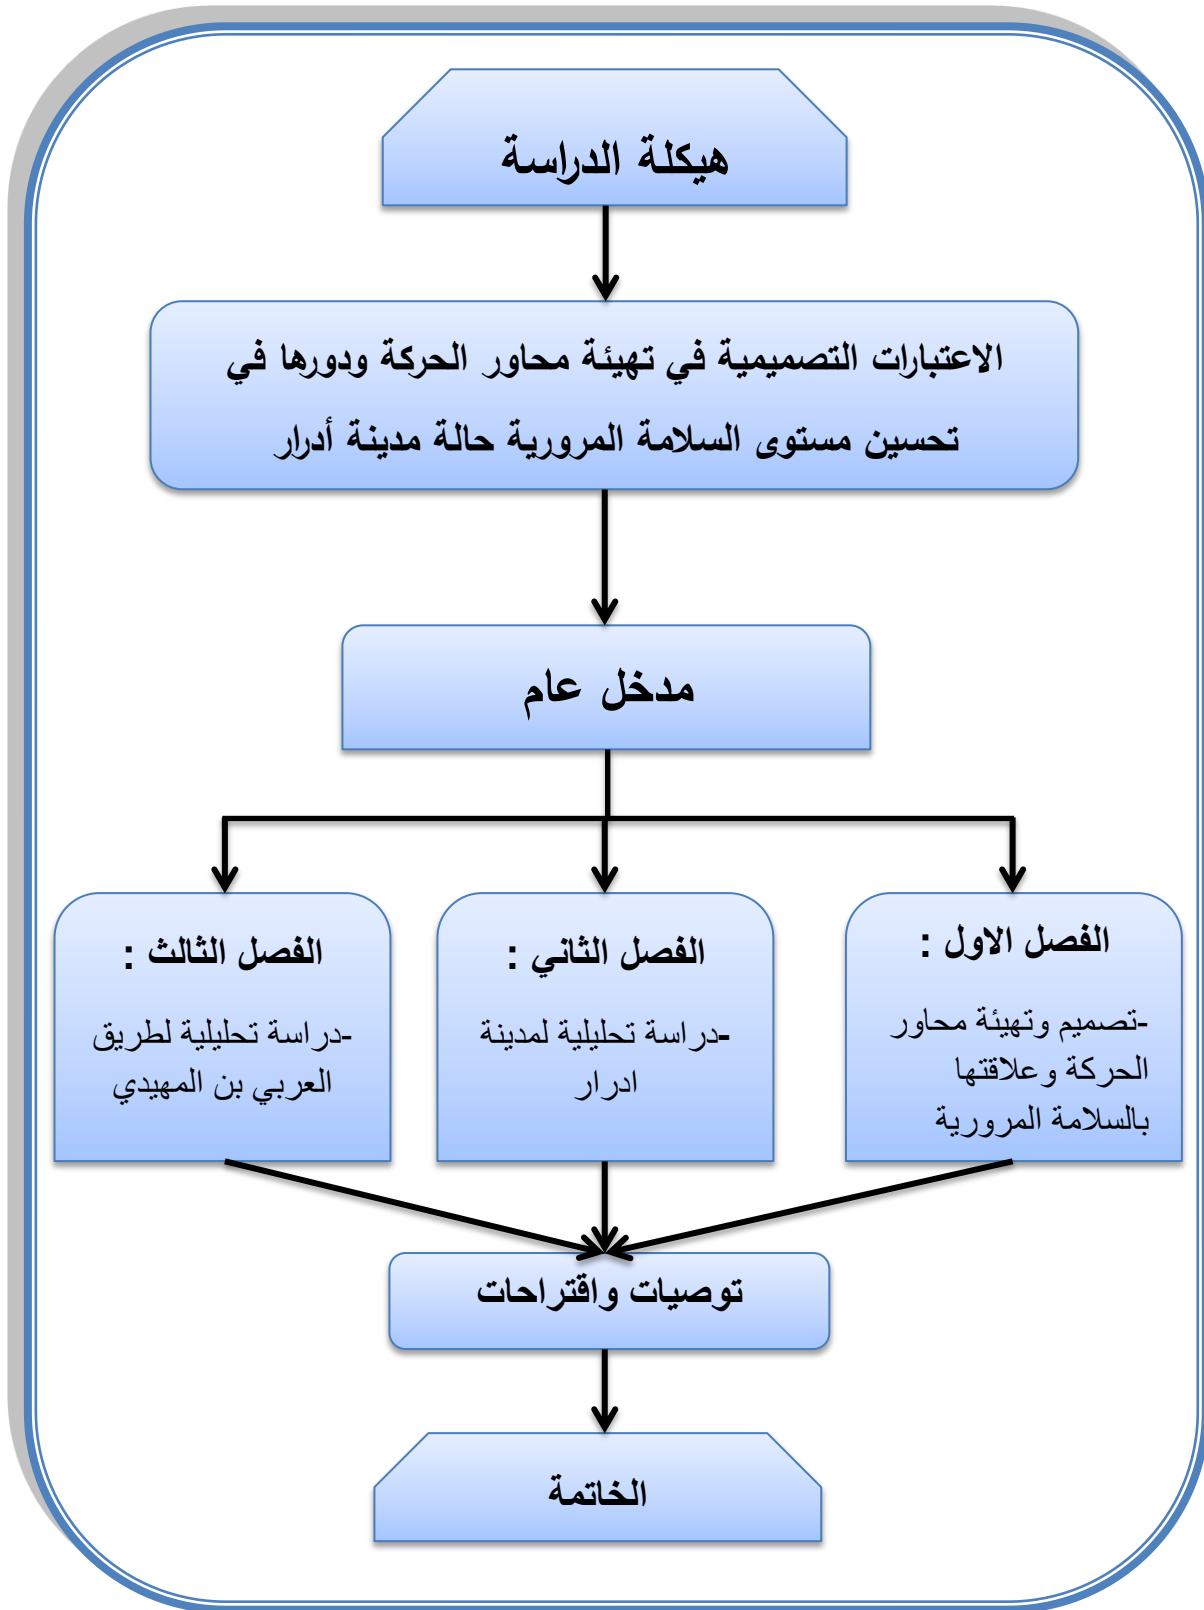 هيكلة الدراسة
الاعتبارات التصميمية في تهيئة محاور الحركة ودورها في
تحسين مستوى السلامة المرورية حالة مدينة أدرار
مدخل عام
الفصل الاول :
-تصميم وتهيئة محاور
الحركة وعلاقتها
بالسلامة المرورية
الفصل الثاني :
-دراسة تحليلية لمدينة
ادرار
الفصل الثالث :
-دراسة تحليلية لطريق
العربي بن المهيدي
توصيات واقتراحات
الخاتمة